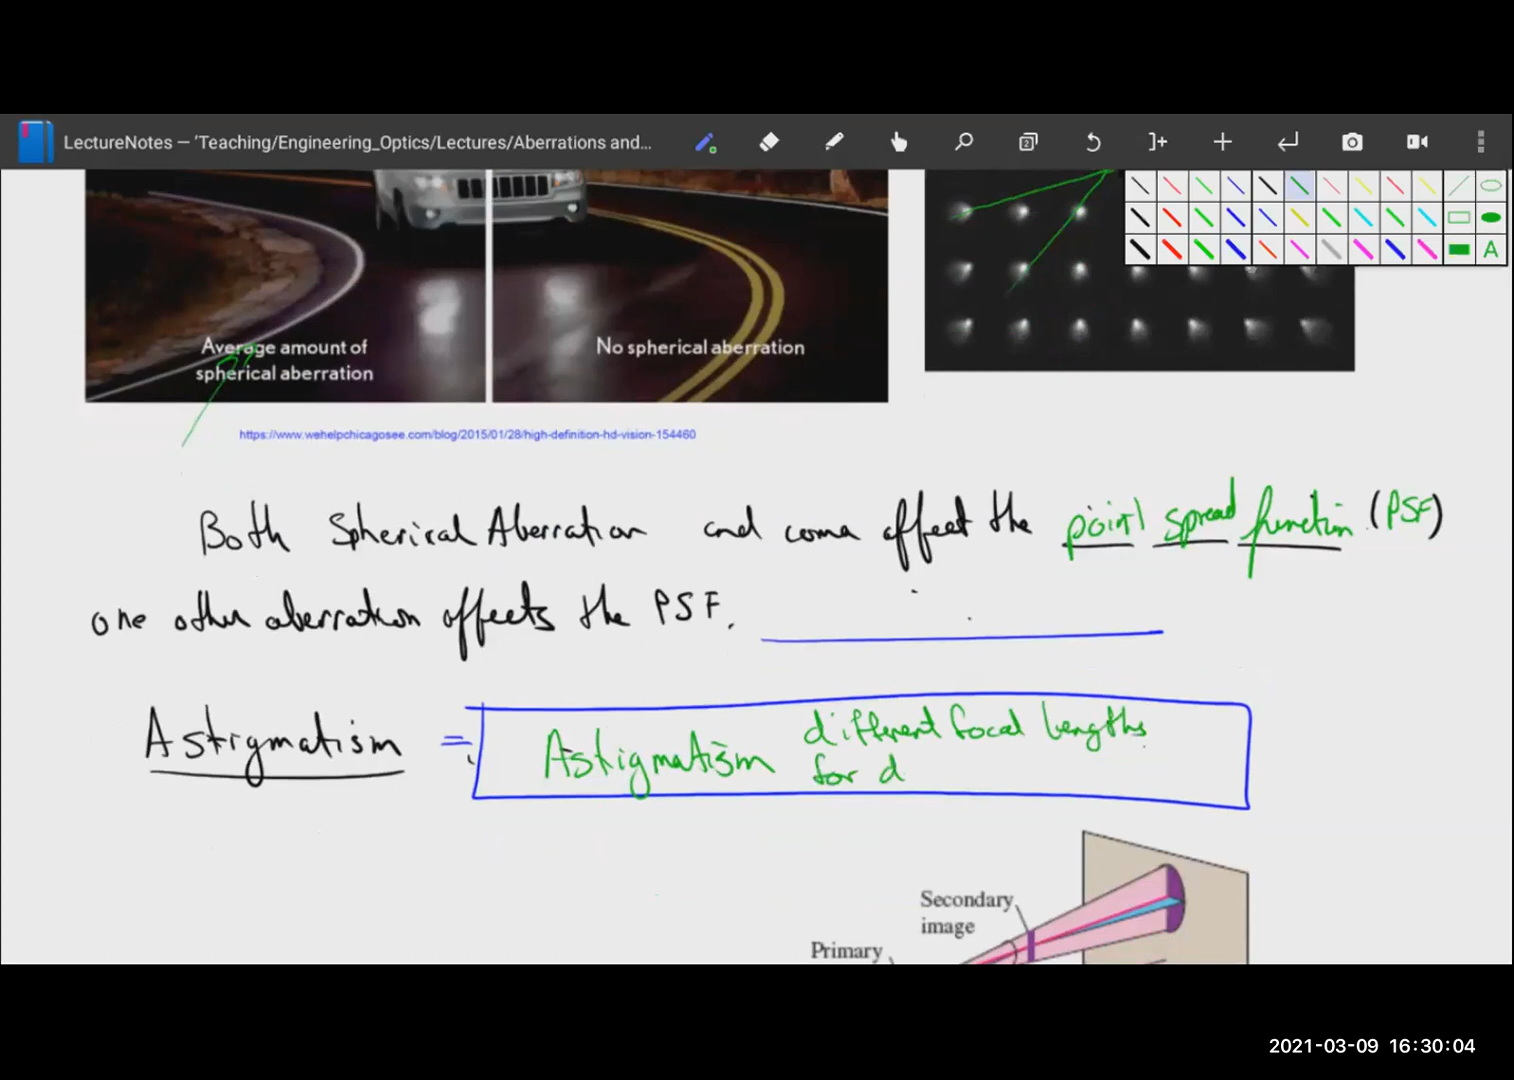 LectureNotes — 'Teaching/Engineering_Optics/Lectures/Aberrations and...
2
A
Average amount of
spherical aberration
No spherical aberration
https://www.wehelpchicagosee.com/blog/2015/01/28/high-definition-hd-vision-154460
Both Spherical Aberration and coma affect the point spread function (PSF)
one other aberration affects the PSF.
Astigmatism = Astigmatism different focal lengths
for d
Secondary
image
Primary
2021-03-09 16:30:04